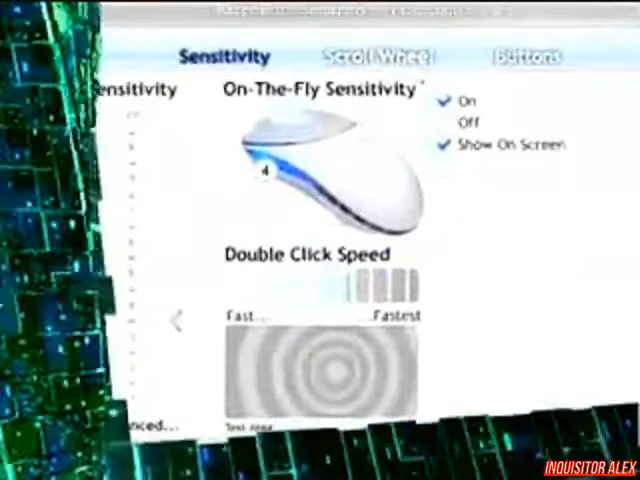 Sensitivity Scroll Wheel Buttons
ensitivity On-The-Fly Sensitivity
On
Off
Show On Screen
4
Double Click Speed
Fast... ...Fastest
nced...
Test Area
INQUISITOR ALEX